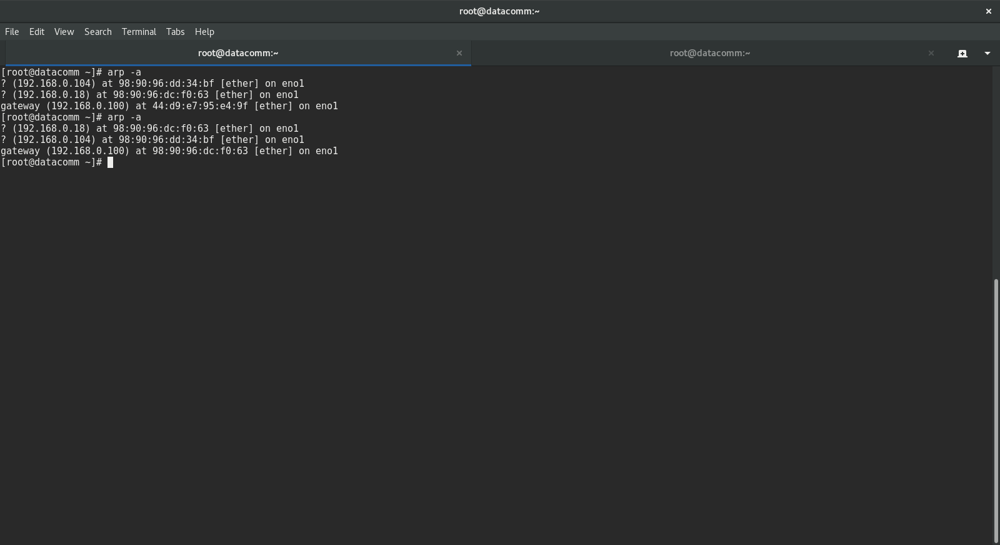 root@datacomm:~
File Edit View Search Terminal Tabs Help
root@datacomm:~ root@datacomm:~
[root@datacomm ~]# arp -a
? (192.168.0.104) at 98:90:96:dd:34:bf [ether] on eno1
? (192.168.0.18) at 98:90:96:dc:f0:63 [ether] on eno1
gateway (192.168.0.100) at 44:d9:e7:95:e4:9f [ether] on eno1
[root@datacomm ~]# arp -a
? (192.168.0.18) at 98:90:96:dc:f0:63 [ether] on eno1
? (192.168.0.104) at 98:90:96:dd:34:bf [ether] on eno1
gateway (192.168.0.100) at 98:90:96:dc:f0:63 [ether] on eno1
[root@datacomm ~]#